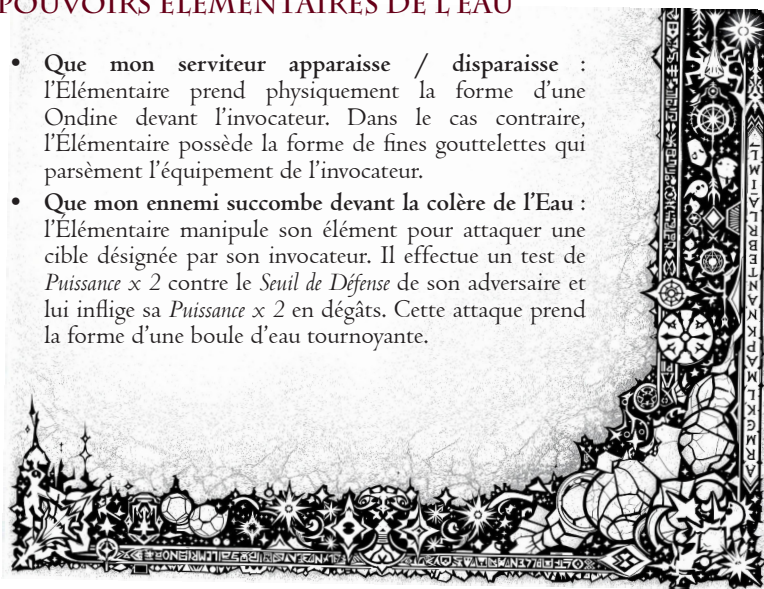 POUVOIRS ÉLÉMENTAIRES DE L'EAU
• Que mon serviteur apparaisse / disparaisse :
l'Élémentaire prend physiquement la forme d'une
Ondine devant l'invocateur. Dans le cas contraire,
l'Élémentaire possède la forme de fines gouttelettes qui
parsèment l'équipement de l'invocateur.
• Que mon ennemi succombe devant la colère de l'Eau :
l'Élémentaire manipule son élément pour attaquer une
cible désignée par son invocateur. Il effectue un test de
Puissance x 2 contre le Seuil de Défense de son adversaire et
lui inflige sa Puissance x 2 en dégâts. Cette attaque prend
la forme d'une boule d'eau tournoyante.